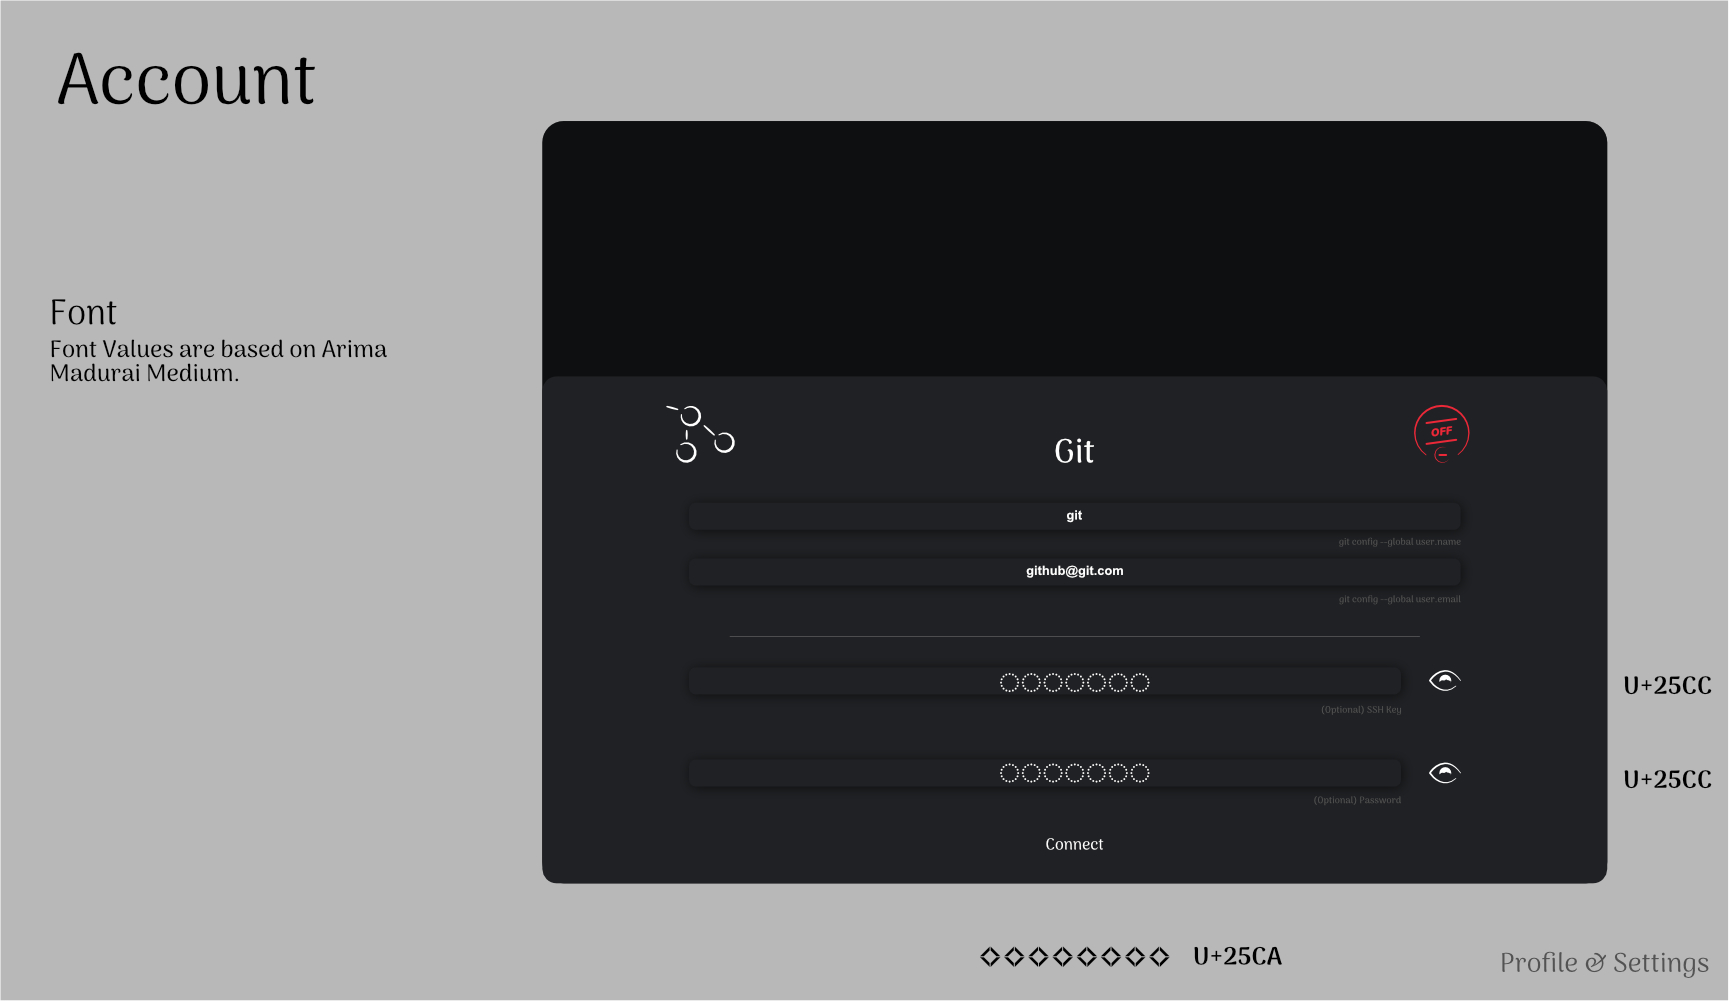 Account
Font
Font Values are based on Arima
Madurai Medium.
OFF
Git
git
git config --global user.name
github@git.com
git config --global user.email
◌◌◌◌◌◌◌
U+25CC
(Optional) SSH Key
◌◌◌◌◌◌◌
U+25CC
(Optional) Password
Connect
◊◊◊◊◊◊◊◊ U+25CA
Profile & Settings